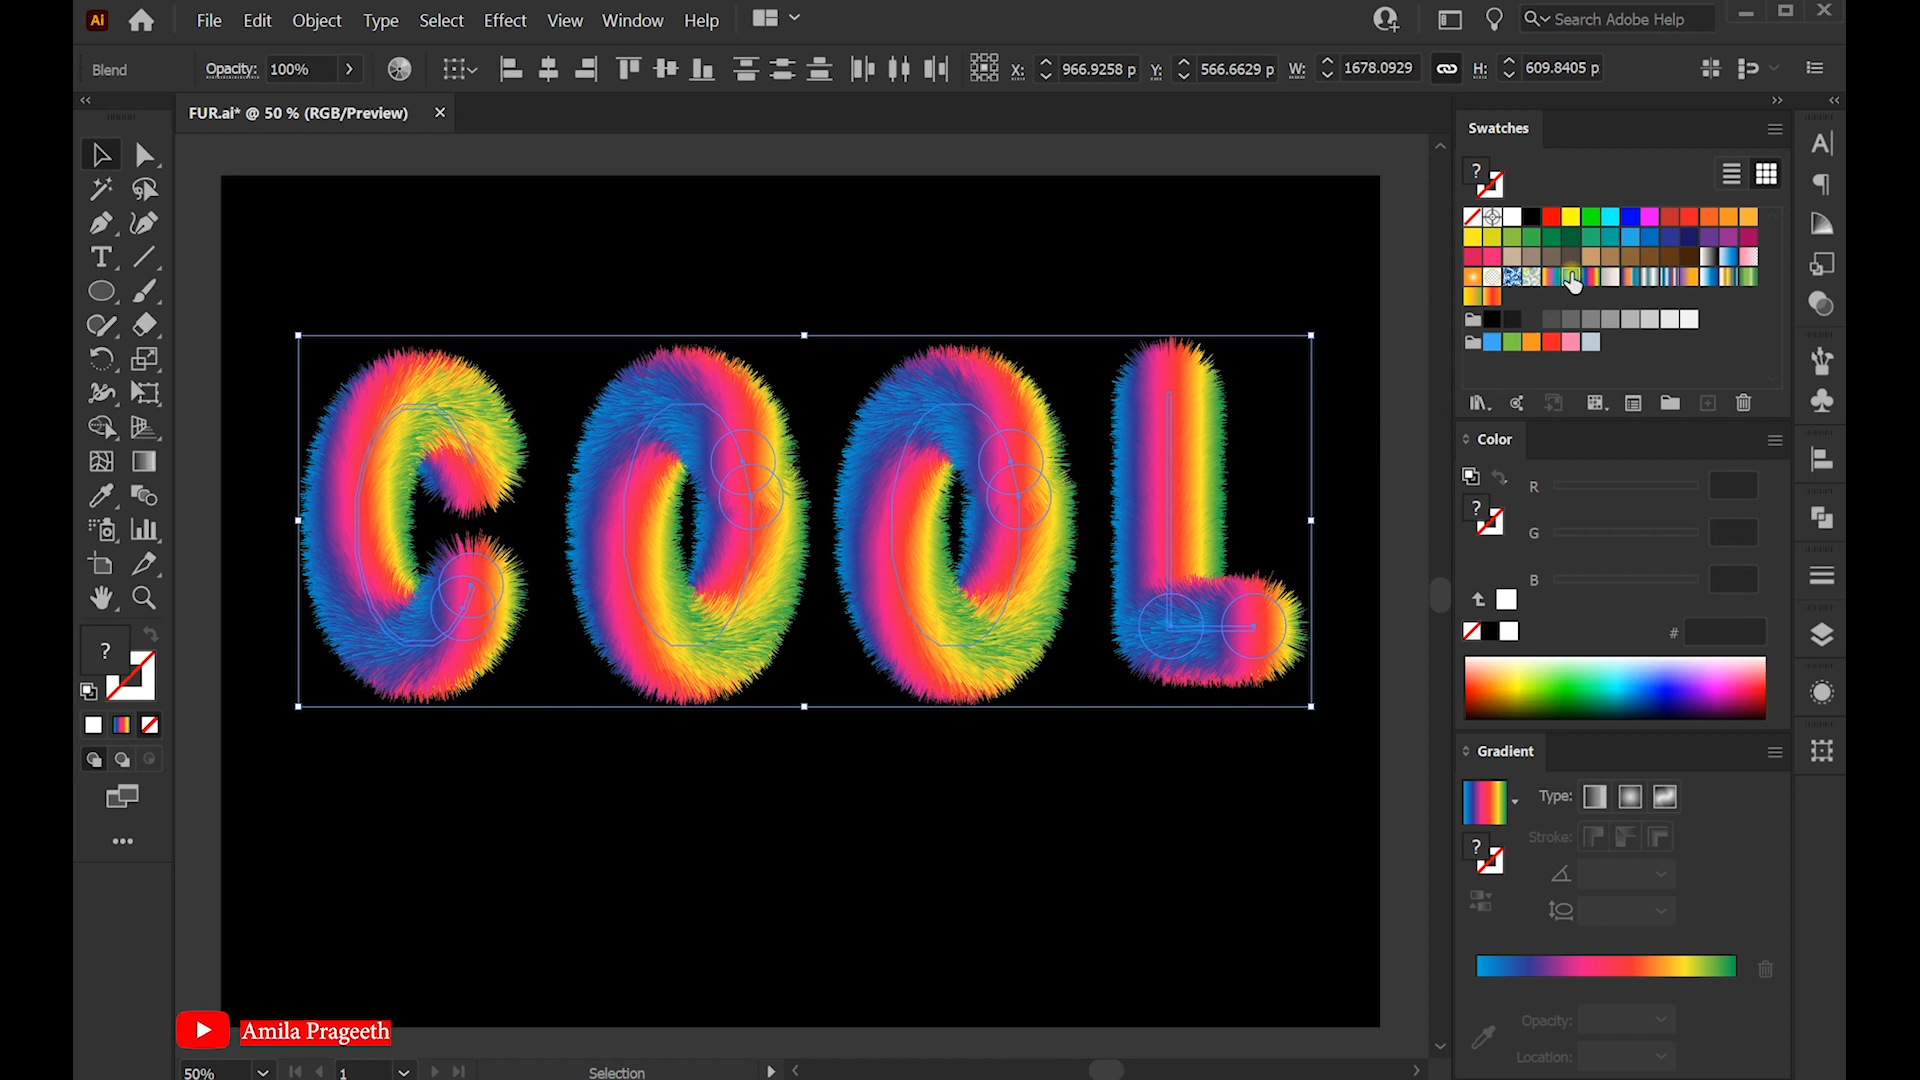 Ai File Edit Object Type Select Effect View Window Help Search Adobe Help
Blend Opacity: 100% X: 966.9258 p Y: 566.6629 p W: 1678.0929 H: 609.8405 p
FUR.ai* @ 50 % (RGB/Preview)
Swatches
?
COOL
Color
R
? G
B
#
?
Gradient
Type:
Stroke:
?
Opacity:
Location:
Amila Prageeth
50% 1 Selection